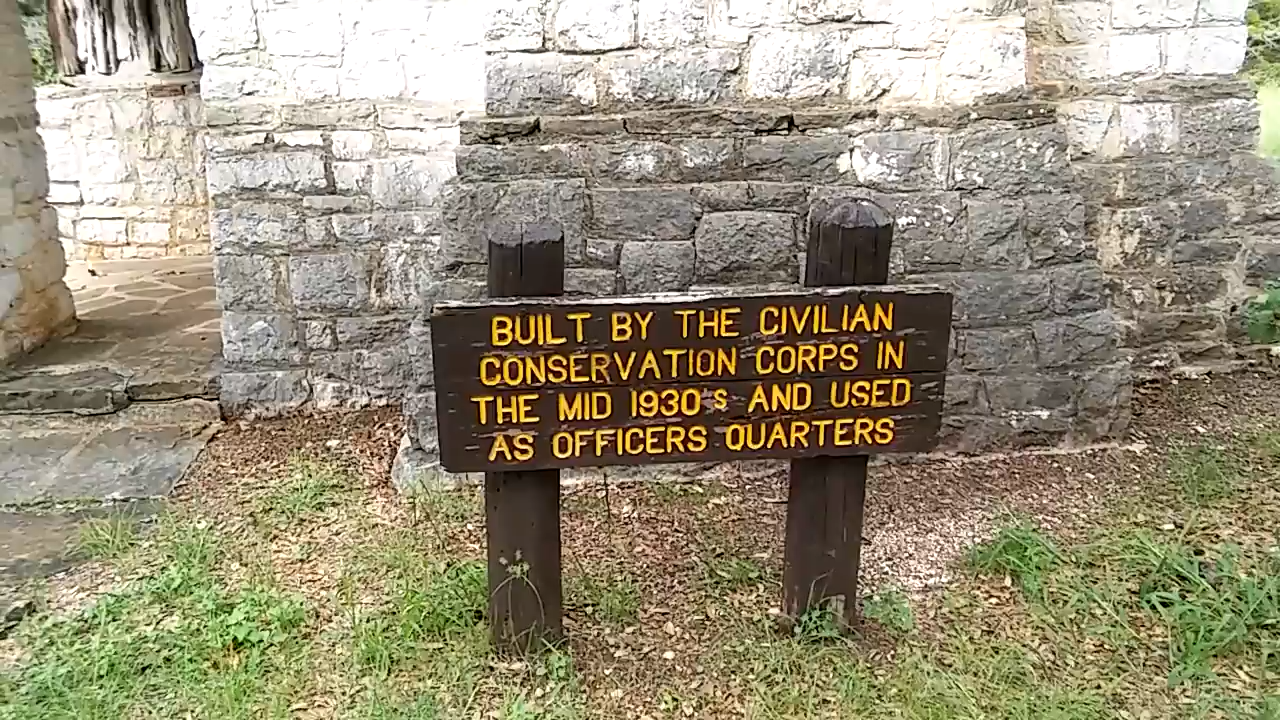 BUILT BY THE CIVILIAN
CONSERVATION CORPS IN
THE MID 1930's AND USED
AS OFFICERS QUARTERS